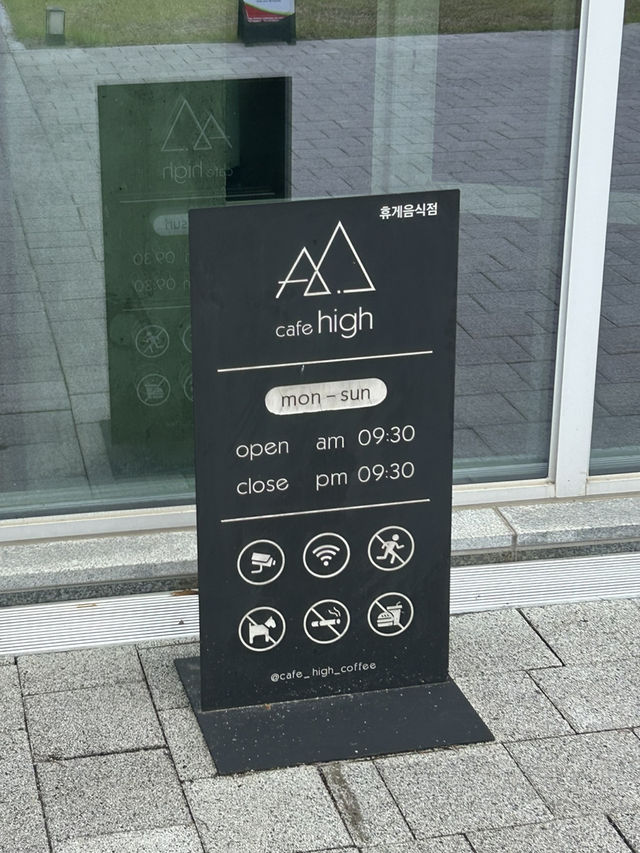 휴게음식점
cafe high
mon – sun
open am 09:30
close pm 09:30
@cafe_high_coffee